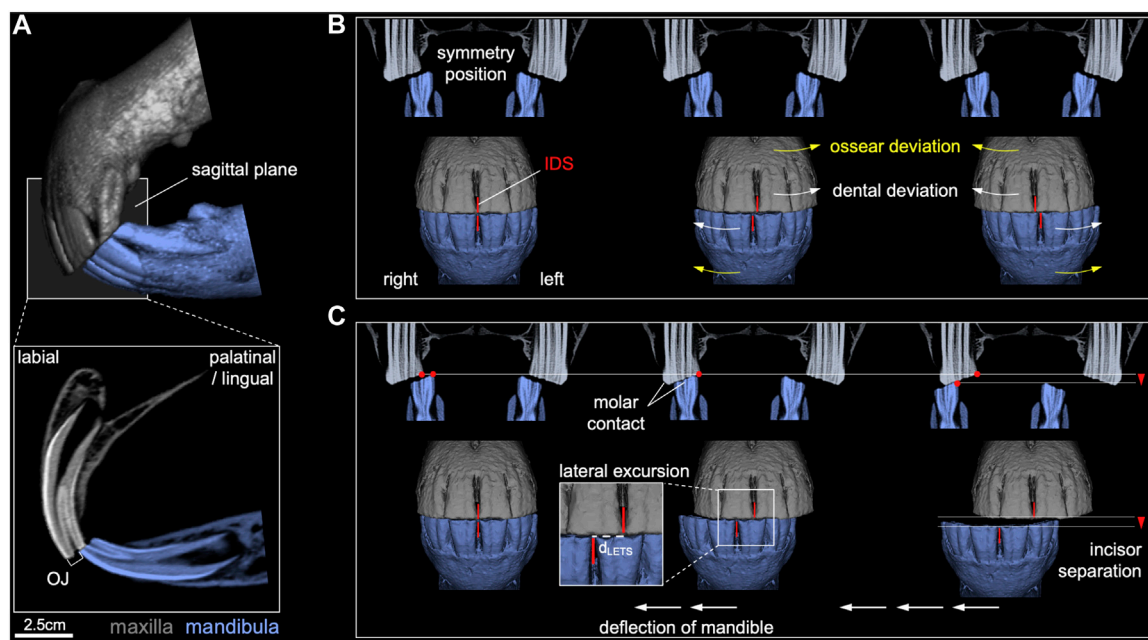 A
sagittal plane
labial
palatinal
/ lingual
OJ
2.5cm
maxilla mandibula
B
symmetry
position
IDS
ossear deviation
dental deviation
right
left
C
molar
contact
lateral excursion
dLETS
incisor
separation
deflection of mandible